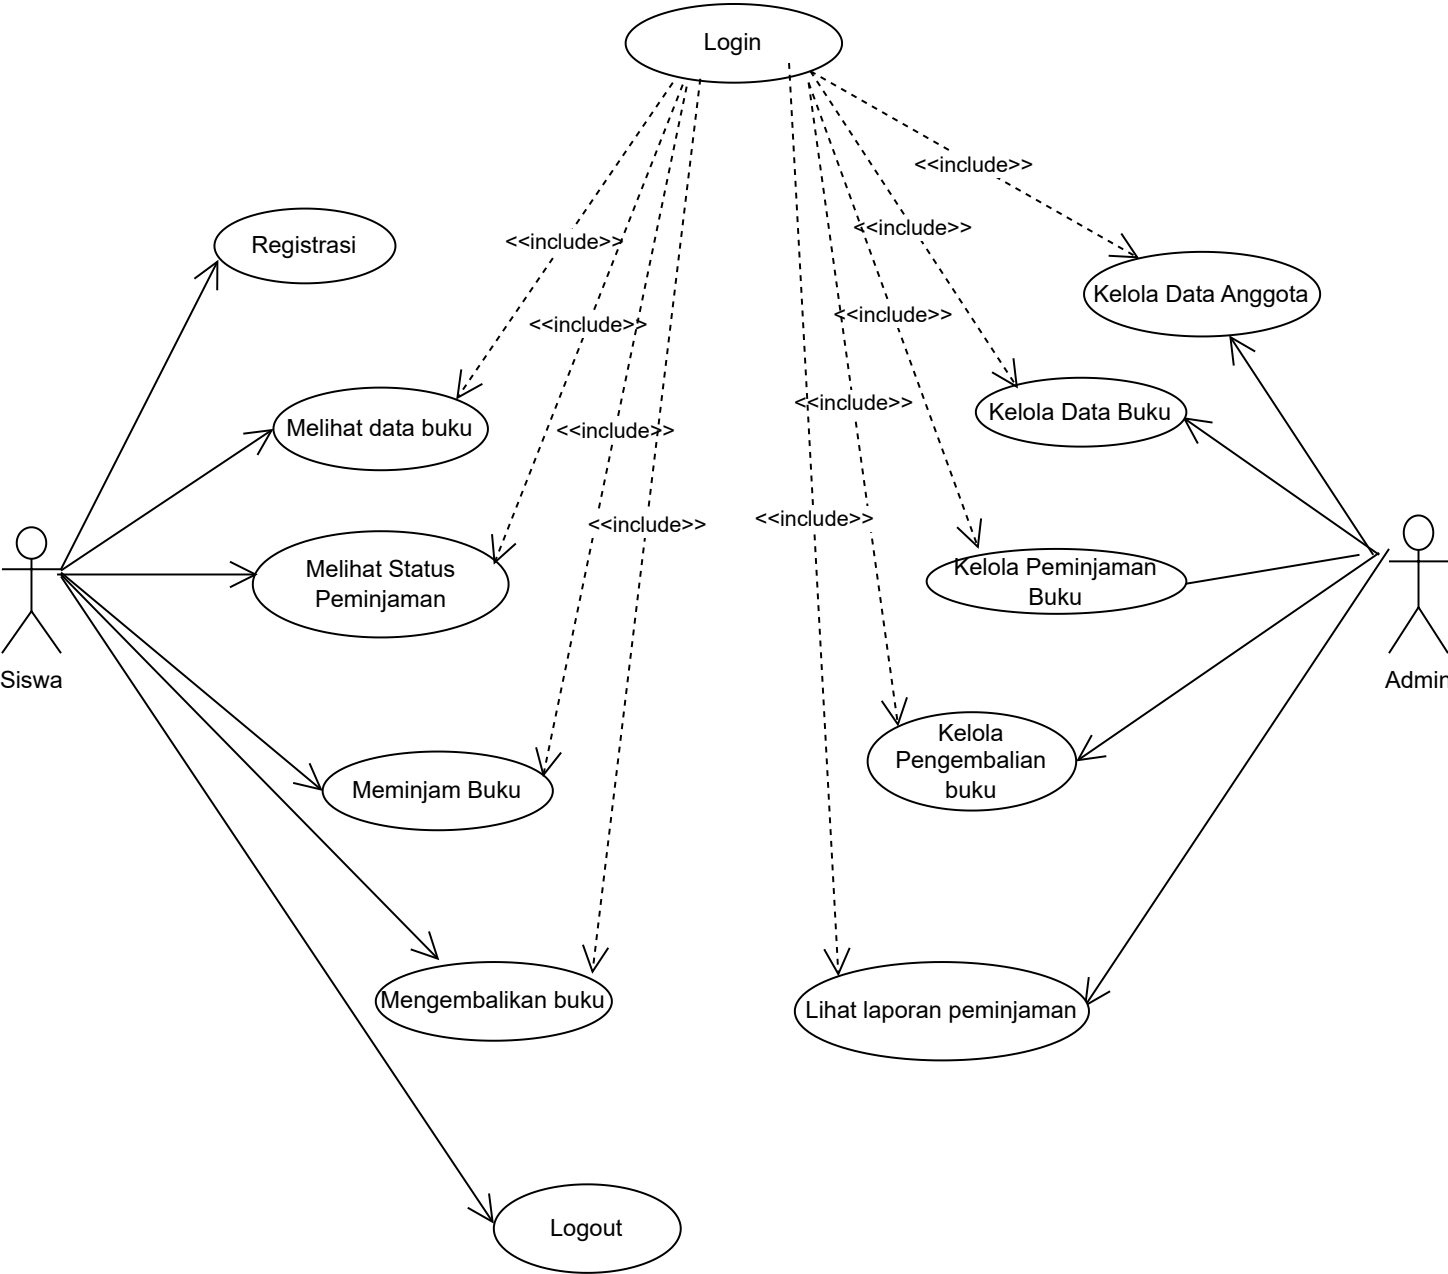 Login
<<include>>
<<include>>
Registrasi
<<include>>
Kelola Data Anggota
<<include>>
<<include>>
<<include>>
Kelola Data Buku
Melihat data buku
<<include>>
<<include>>
<<include>>
Melihat Status
Peminjaman
Kelola Peminjaman
Buku
Siswa
Admin
Kelola
Pengembalian
buku
Meminjam Buku
Mengembalikan buku
Lihat laporan peminjaman
Logout